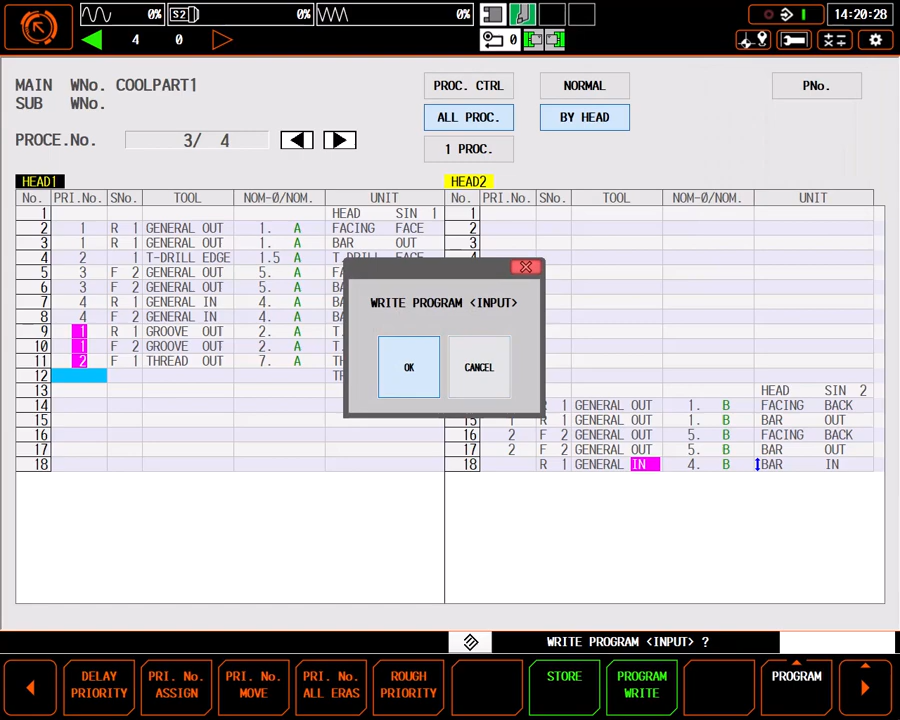 0% S2 0% 0% 14:20:28
4 0 0
MAIN WNo. COOLPART1
SUB WNo.
PROCE.No. 3/ 4
PROC. CTRL NORMAL PNo.
ALL PROC. BY HEAD
1 PROC.
HEAD1 HEAD2
No. PRI.No. SNo. TOOL NOM-Ø/NOM. UNIT No. PRI.No. SNo. TOOL NOM-Ø/NOM. UNIT
1 HEAD SIN 1 1
2 1 R 1 GENERAL OUT 1. A FACING FACE 2
3 1 R 1 GENERAL OUT 1. A BAR OUT 3
4 2 1 T-DRILL EDGE 1.5 A T.DRILL FACE 4
5 3 F 2 GENERAL OUT 5. A
6 3 F 2 GENERAL OUT 5. A
7 4 R 1 GENERAL IN 4. A
8 4 F 2 GENERAL IN 4. A
9 1 R 1 GROOVE OUT 2. A
10 1 F 2 GROOVE OUT 2. A
11 2 F 1 THREAD OUT 7. A
12
13 13 HEAD SIN 2
14 14 1 GENERAL OUT 1. B FACING BACK
15 15 1 R 1 GENERAL OUT 1. B BAR OUT
16 16 2 F 2 GENERAL OUT 5. B FACING BACK
17 17 2 F 2 GENERAL OUT 5. B BAR OUT
18 18 R 1 GENERAL IN 4. B BAR IN
WRITE PROGRAM <INPUT>
OK CANCEL
WRITE PROGRAM <INPUT> ?
DELAY PRIORITY
PRI. No. ASSIGN
PRI. No. MOVE
PRI. No. ALL ERAS
ROUGH PRIORITY
STORE
PROGRAM WRITE
PROGRAM